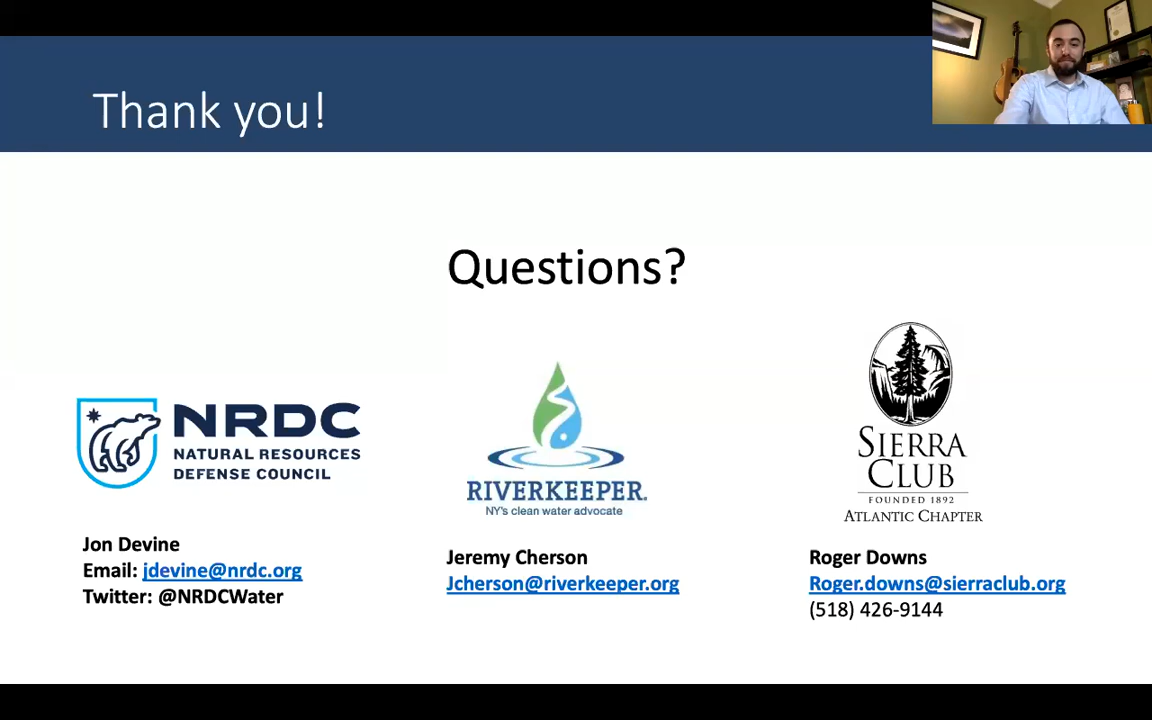 Thank you!
Questions?
NRDC
NATURAL RESOURCES
DEFENSE COUNCIL
Jon Devine
Email: jdevine@nrdc.org
Twitter: @NRDCWater
RIVERKEEPER.
NY's clean water advocate
Jeremy Cherson
Jcherson@riverkeeper.org
SIERRA
CLUB
FOUNDED 1892
ATLANTIC CHAPTER
Roger Downs
Roger.downs@sierraclub.org
(518) 426-9144